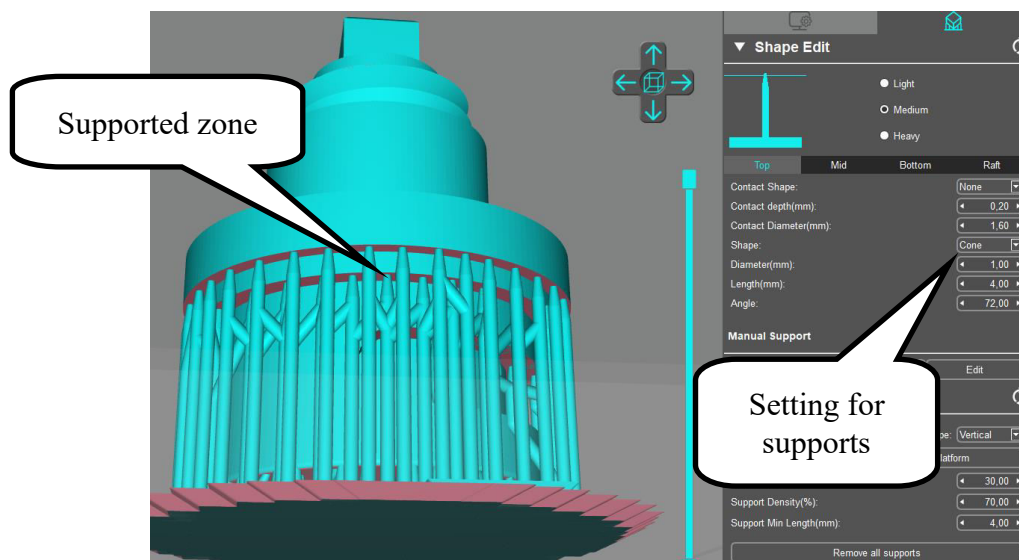 Supported zone
Setting for
supports
▼ Shape Edit
Light
Medium
Heavy
Top Mid Bottom Raft
Contact Shape: None
Contact depth(mm): 0,20
Contact Diameter(mm): 1,60
Shape: Cone
Diameter(mm): 1,00
Length(mm): 4,00
Angle: 72,00
Manual Support
Edit
pe: Vertical
latform
30,00
Support Density(%): 70,00
Support Min Length(mm): 4,00
Remove all supports